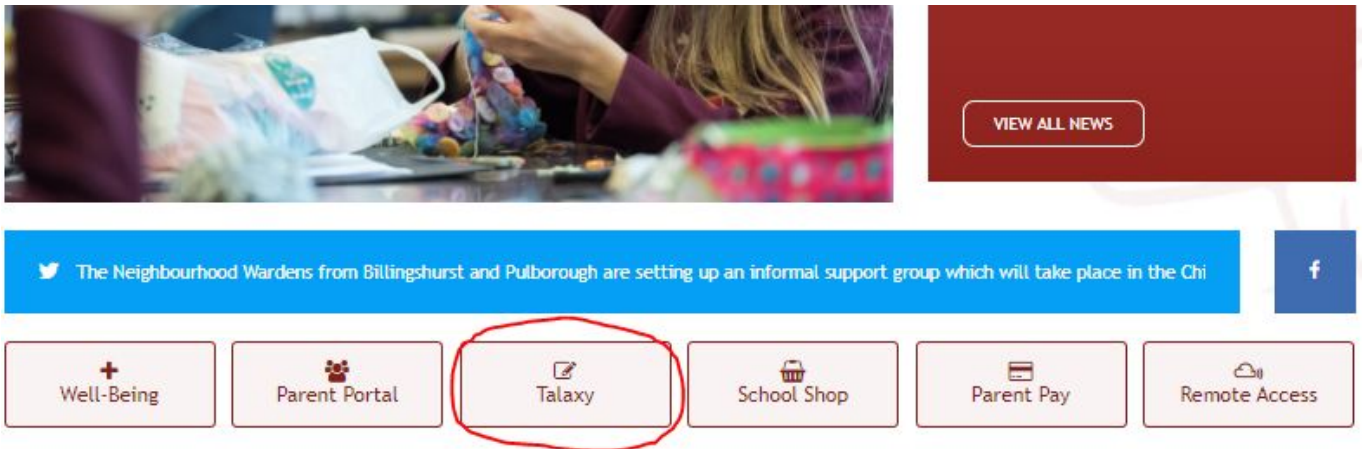 VIEW ALL NEWS
The Neighbourhood Wardens from Billingshurst and Pulborough are setting up an informal support group which will take place in the Chi
Well-Being
Parent Portal
Talaxy
School Shop
Parent Pay
Remote Access